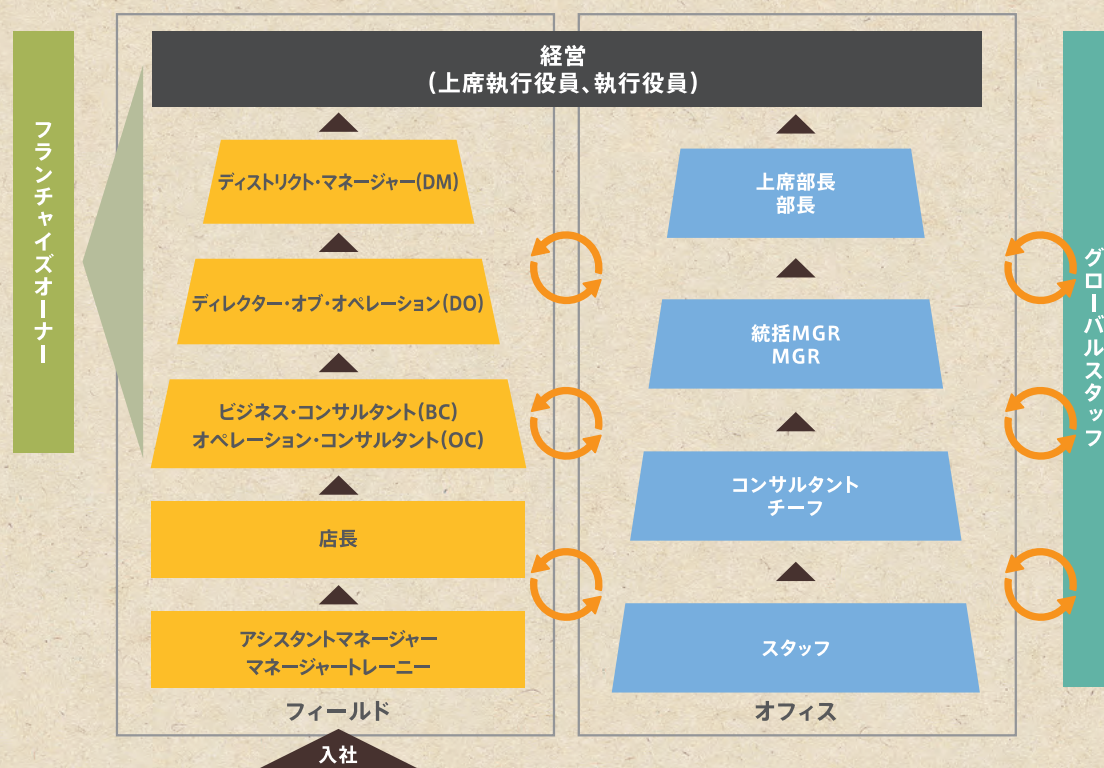 経営
(上席執行役員、執行役員)
フランチャイズオーナー
ディストリクト・マネージャー(DM)
ディレクター・オブ・オペレーション(DO)
ビジネス・コンサルタント(BC)
オペレーション・コンサルタント(OC)
店長
アシスタントマネージャー
マネージャートレーニー
フィールド
入社
上席部長
部長
統括MGR
MGR
コンサルタント
チーフ
スタッフ
オフィス
グローバルスタッフ